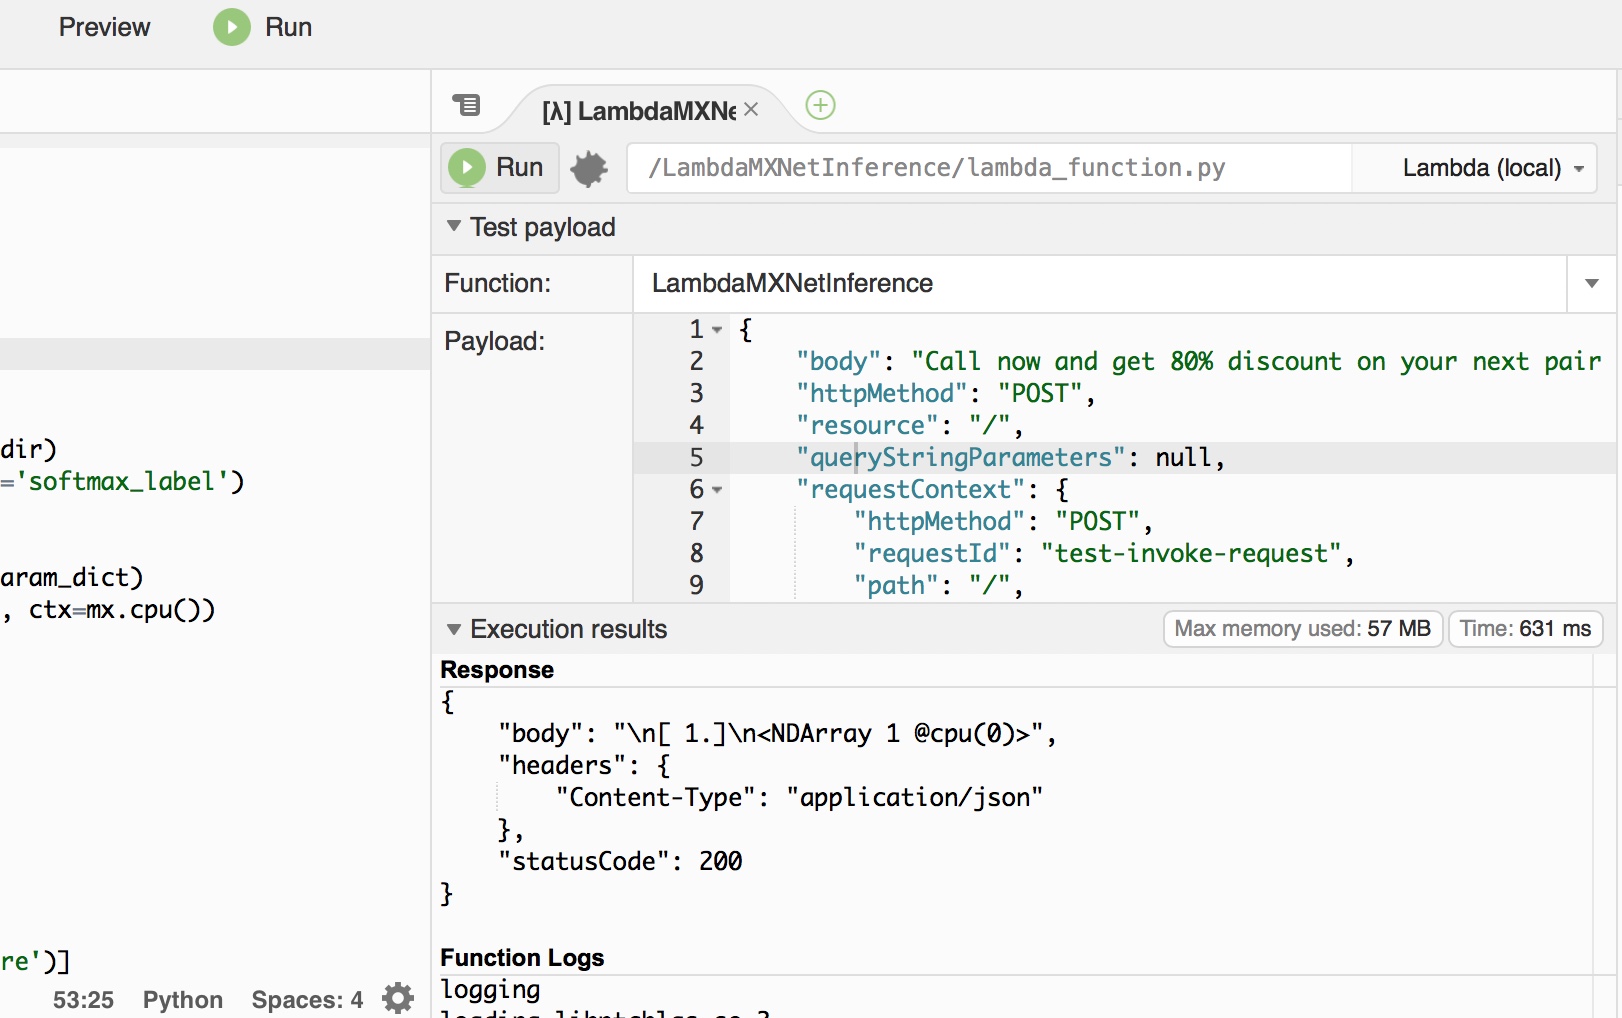 Preview Run
[λ] LambdaMXNe
Run /LambdaMXNetInference/lambda_function.py Lambda (local)
Test payload
Function: LambdaMXNetInference
Payload:
1 {
2 "body": "Call now and get 80% discount on your next pair
3 "httpMethod": "POST",
4 "resource": "/",
5 "queryStringParameters": null,
6 "requestContext": {
7 "httpMethod": "POST",
8 "requestId": "test-invoke-request",
9 "path": "/",
dir)
='softmax_label')
aram_dict)
, ctx=mx.cpu())
re')]
53:25 Python Spaces: 4
Execution results Max memory used: 57 MB Time: 631 ms
Response
{
"body": "\n[ 1.]\n<NDArray 1 @cpu(0)>",
"headers": {
"Content-Type": "application/json"
},
"statusCode": 200
}
Function Logs
logging